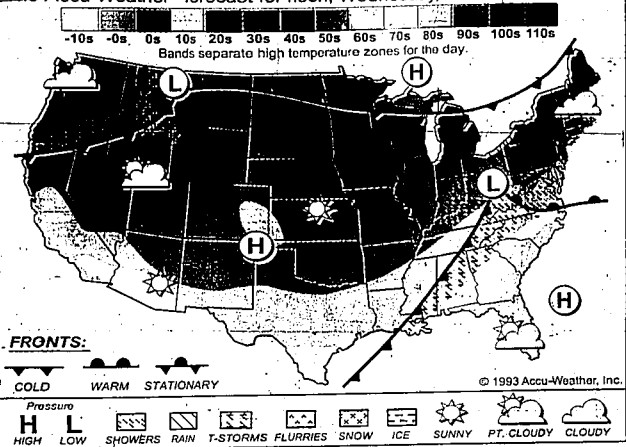 -10s -0s 0s 10s 20s 30s 40s 50s 60s 70s 80s 90s 100s 110s
Bands separate high temperature zones for the day.
H
L
L
H
H
FRONTS:
COLD WARM STATIONARY
© 1993 Accu-Weather, Inc.
Pressure
H L
HIGH LOW SHOWERS RAIN T-STORMS FLURRIES SNOW ICE SUNNY PT. CLOUDY CLOUDY